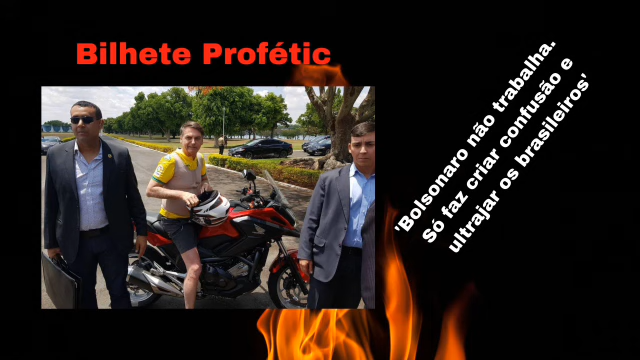 Bilhete Profétic
'Bolsonaro não trabalha.
Só faz criar confusão e
ultrajar os brasileiros'